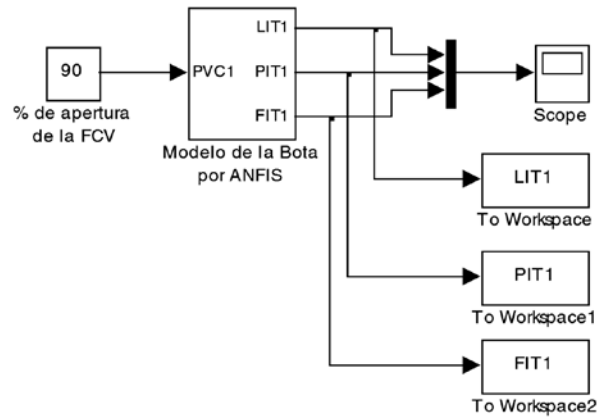 LIT1
90
PVC1
PIT1
FIT1
% de apertura
de la FCV
Modelo de la Bota
por ANFIS
Scope
LIT1
To Workspace
PIT1
To Workspace1
FIT1
To Workspace2